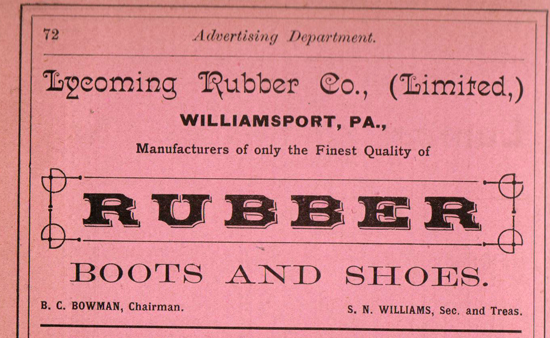 72 Advertising Department.
Lycoming Rubber Co., (Limited,)
WILLIAMSPORT, PA.,
Manufacturers of only the Finest Quality of
RUBBER
BOOTS AND SHOES.
B. C. BOWMAN, Chairman. S. N. WILLIAMS, Sec. and Treas.